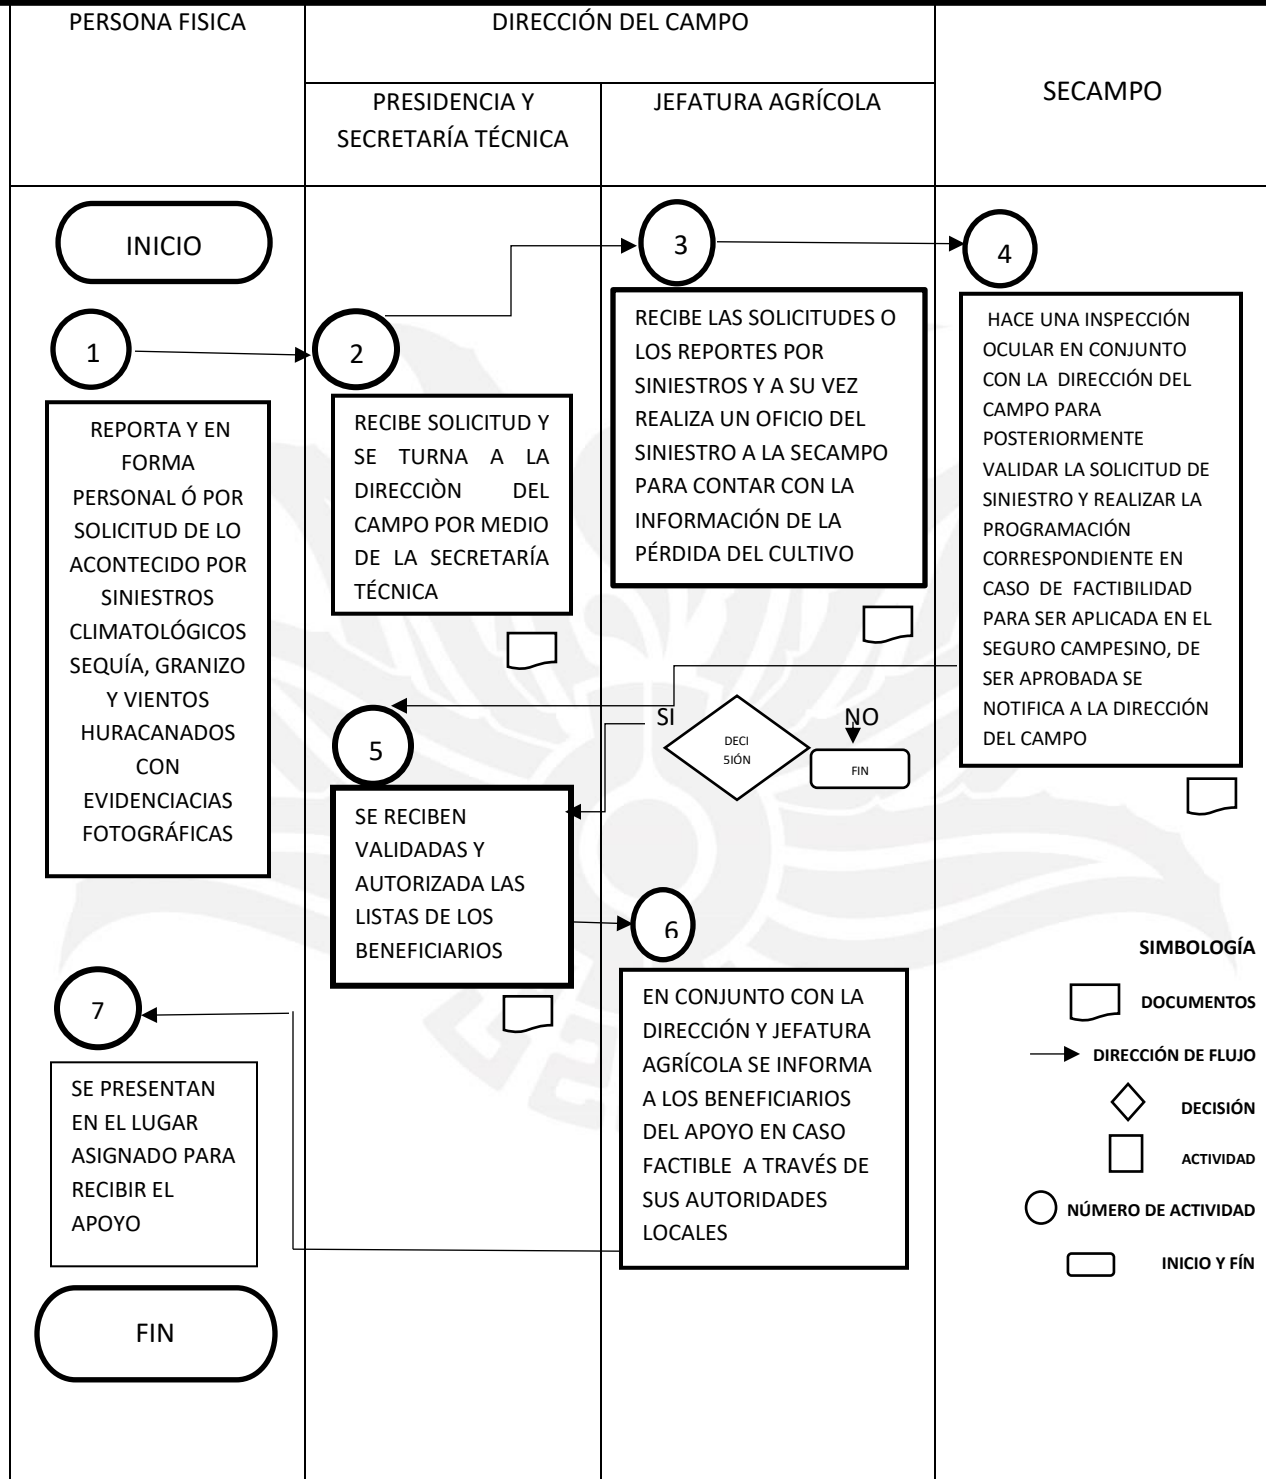 PERSONA FISICA
DIRECCIÓN DEL CAMPO
SECAMPO
PRESIDENCIA Y
SECRETARÍA TÉCNICA
JEFATURA AGRÍCOLA
INICIO
1
REPORTA Y EN
FORMA
PERSONAL Ó POR
SOLICITUD DE LO
ACONTECIDO POR
SINIESTROS
CLIMATOLÓGICOS
SEQUÍA, GRANIZO
Y VIENTOS
HURACANADOS
CON
EVIDENCIACIAS
FOTOGRÁFICAS
2
RECIBE SOLICITUD Y
SE TURNA A LA
DIRECCIÒN DEL
CAMPO POR MEDIO
DE LA SECRETARÍA
TÉCNICA
3
RECIBE LAS SOLICITUDES O
LOS REPORTES POR
SINIESTROS Y A SU VEZ
REALIZA UN OFICIO DEL
SINIESTRO A LA SECAMPO
PARA CONTAR CON LA
INFORMACIÓN DE LA
PÉRDIDA DEL CULTIVO
4
HACE UNA INSPECCIÓN
OCULAR EN CONJUNTO
CON LA DIRECCIÓN DEL
CAMPO PARA
POSTERIORMENTE
VALIDAR LA SOLICITUD DE
SINIESTRO Y REALIZAR LA
PROGRAMACIÓN
CORRESPONDIENTE EN
CASO DE FACTIBILIDAD
PARA SER APLICADA EN EL
SEGURO CAMPESINO, DE
SER APROBADA SE
NOTIFICA A LA DIRECCIÓN
DEL CAMPO
SI
DECI
5IÓN
NO
FIN
5
SE RECIBEN
VALIDADAS Y
AUTORIZADA LAS
LISTAS DE LOS
BENEFICIARIOS
6
EN CONJUNTO CON LA
DIRECCIÓN Y JEFATURA
AGRÍCOLA SE INFORMA
A LOS BENEFICIARIOS
DEL APOYO EN CASO
FACTIBLE A TRAVÉS DE
SUS AUTORIDADES
LOCALES
7
SE PRESENTAN
EN EL LUGAR
ASIGNADO PARA
RECIBIR EL
APOYO
FIN
SIMBOLOGÍA
DOCUMENTOS
DIRECCIÓN DE FLUJO
DECISIÓN
ACTIVIDAD
NÚMERO DE ACTIVIDAD
INICIO Y FÍN